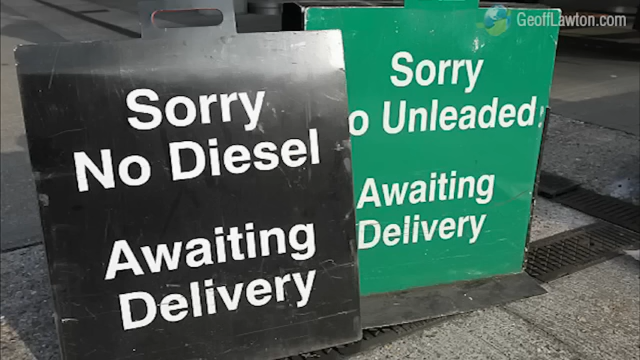 GeoffLawton.com
Sorry
No Diesel
Awaiting
Delivery
Sorry
o Unleaded
Awaiting
Delivery